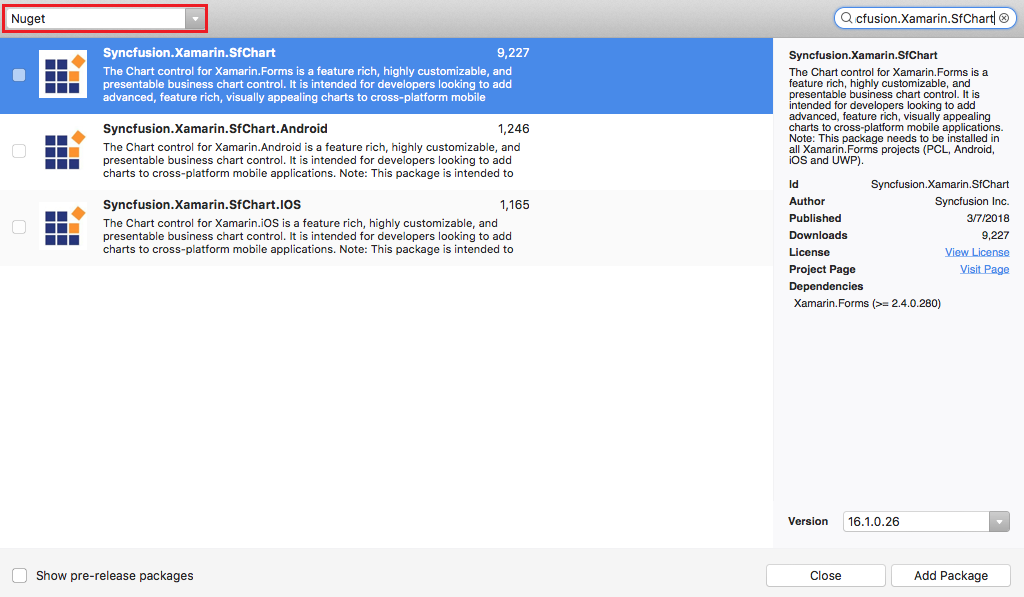 Nuget
cfusion.Xamarin.SfChart
Syncfusion.Xamarin.SfChart 9,227
The Chart control for Xamarin.Forms is a feature rich, highly customizable, and
presentable business chart control. It is intended for developers looking to add
advanced, feature rich, visually appealing charts to cross-platform mobile
Syncfusion.Xamarin.SfChart.Android 1,246
The Chart control for Xamarin.Android is a feature rich, highly customizable, and
presentable business chart control. It is intended for developers looking to add
charts to cross-platform mobile applications. Note: This package is intended to
Syncfusion.Xamarin.SfChart.IOS 1,165
The Chart control for Xamarin.iOS is a feature rich, highly customizable, and
presentable business chart control. It is intended for developers looking to add
charts to cross-platform mobile applications. Note: This package is intended to
Syncfusion.Xamarin.SfChart
The Chart control for Xamarin.Forms is a
feature rich, highly customizable, and
presentable business chart control. It is
intended for developers looking to add
advanced, feature rich, visually appealing
charts to cross-platform mobile applications.
Note: This package needs to be installed in
all Xamarin.Forms projects (PCL, Android,
iOS and UWP).
Id Syncfusion.Xamarin.SfChart
Author Syncfusion Inc.
Published 3/7/2018
Downloads 9,227
License View License
Project Page Visit Page
Dependencies
Xamarin.Forms (>= 2.4.0.280)
Version 16.1.0.26
Show pre-release packages
Close Add Package